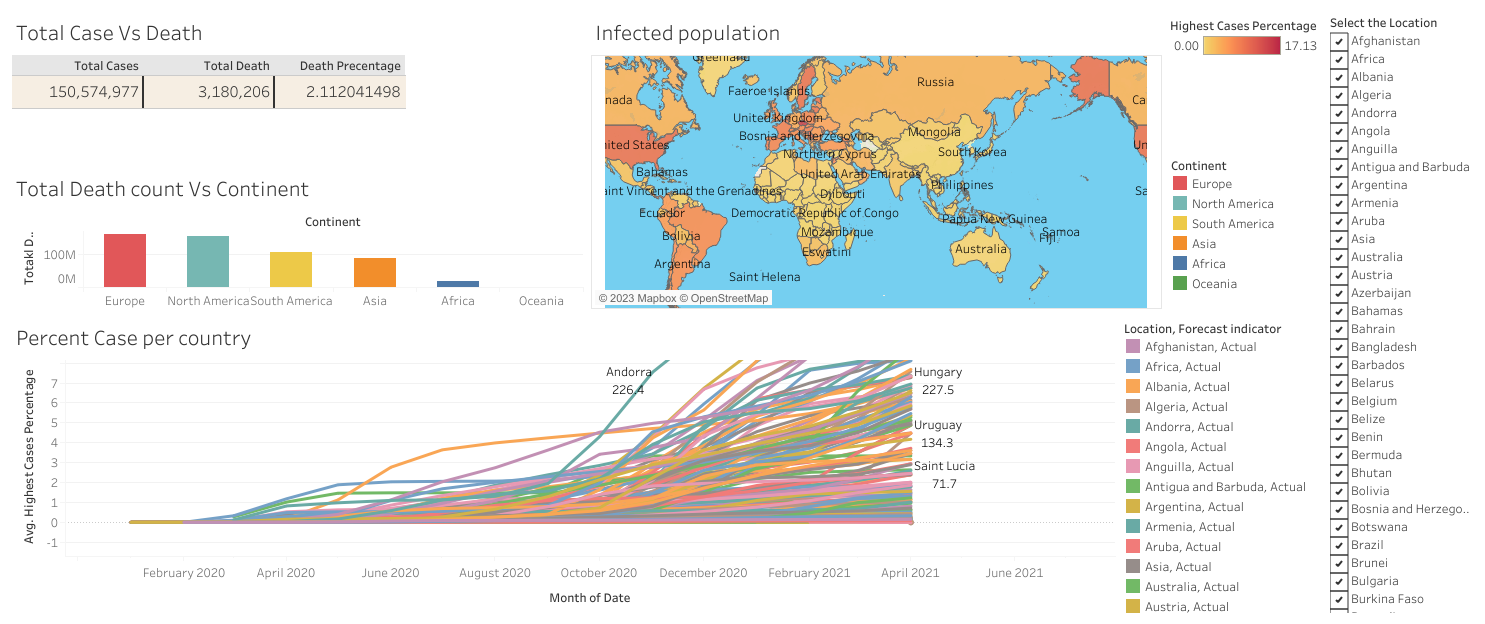 Total Case Vs Death
Total Cases
Total Death
Death Precentage
150,574,977
3,180,206
2.112041498
Total Death count Vs Continent
Continent
100M
0M
Europe
North America
South America
Asia
Africa
Oceania
Infected population
Greenland
Russia
Faeroe Islands
United Kingdom
Bosnia and Herzegovina
Mongolia
nited States
Northern Cyprus
South Korea
Bahamas
United Arab Emirates
aint Vincent and the Grenadines
Djibouti
Philippines
Ecuador
Democratic Republic of Congo
Papua New Guinea
Fiji
Samoa
Bolivia
Mozambique
Eswatini
Australia
Argentina
Saint Helena
nada
Ca
Un
Sa
© 2023 Mapbox © OpenStreetMap
Highest Cases Percentage
0.00
17.13
Continent
Europe
North America
South America
Asia
Africa
Oceania
Percent Case per country
Avg. Highest Cases Percentage
7
6
5
4
3
2
1
0
-1
Andorra
226.4
Hungary
227.5
Uruguay
134.3
Saint Lucia
71.7
February 2020
April 2020
June 2020
August 2020
October 2020
December 2020
February 2021
April 2021
June 2021
Month of Date
Location, Forecast indicator
Afghanistan, Actual
Africa, Actual
Albania, Actual
Algeria, Actual
Andorra, Actual
Angola, Actual
Anguilla, Actual
Antigua and Barbuda, Actual
Argentina, Actual
Armenia, Actual
Aruba, Actual
Asia, Actual
Australia, Actual
Austria, Actual
Select the Location
Afghanistan
Africa
Albania
Algeria
Andorra
Angola
Anguilla
Antigua and Barbuda
Argentina
Armenia
Aruba
Asia
Australia
Austria
Azerbaijan
Bahamas
Bahrain
Bangladesh
Barbados
Belarus
Belgium
Belize
Benin
Bermuda
Bhutan
Bolivia
Bosnia and Herzego..
Botswana
Brazil
Brunei
Bulgaria
Burkina Faso